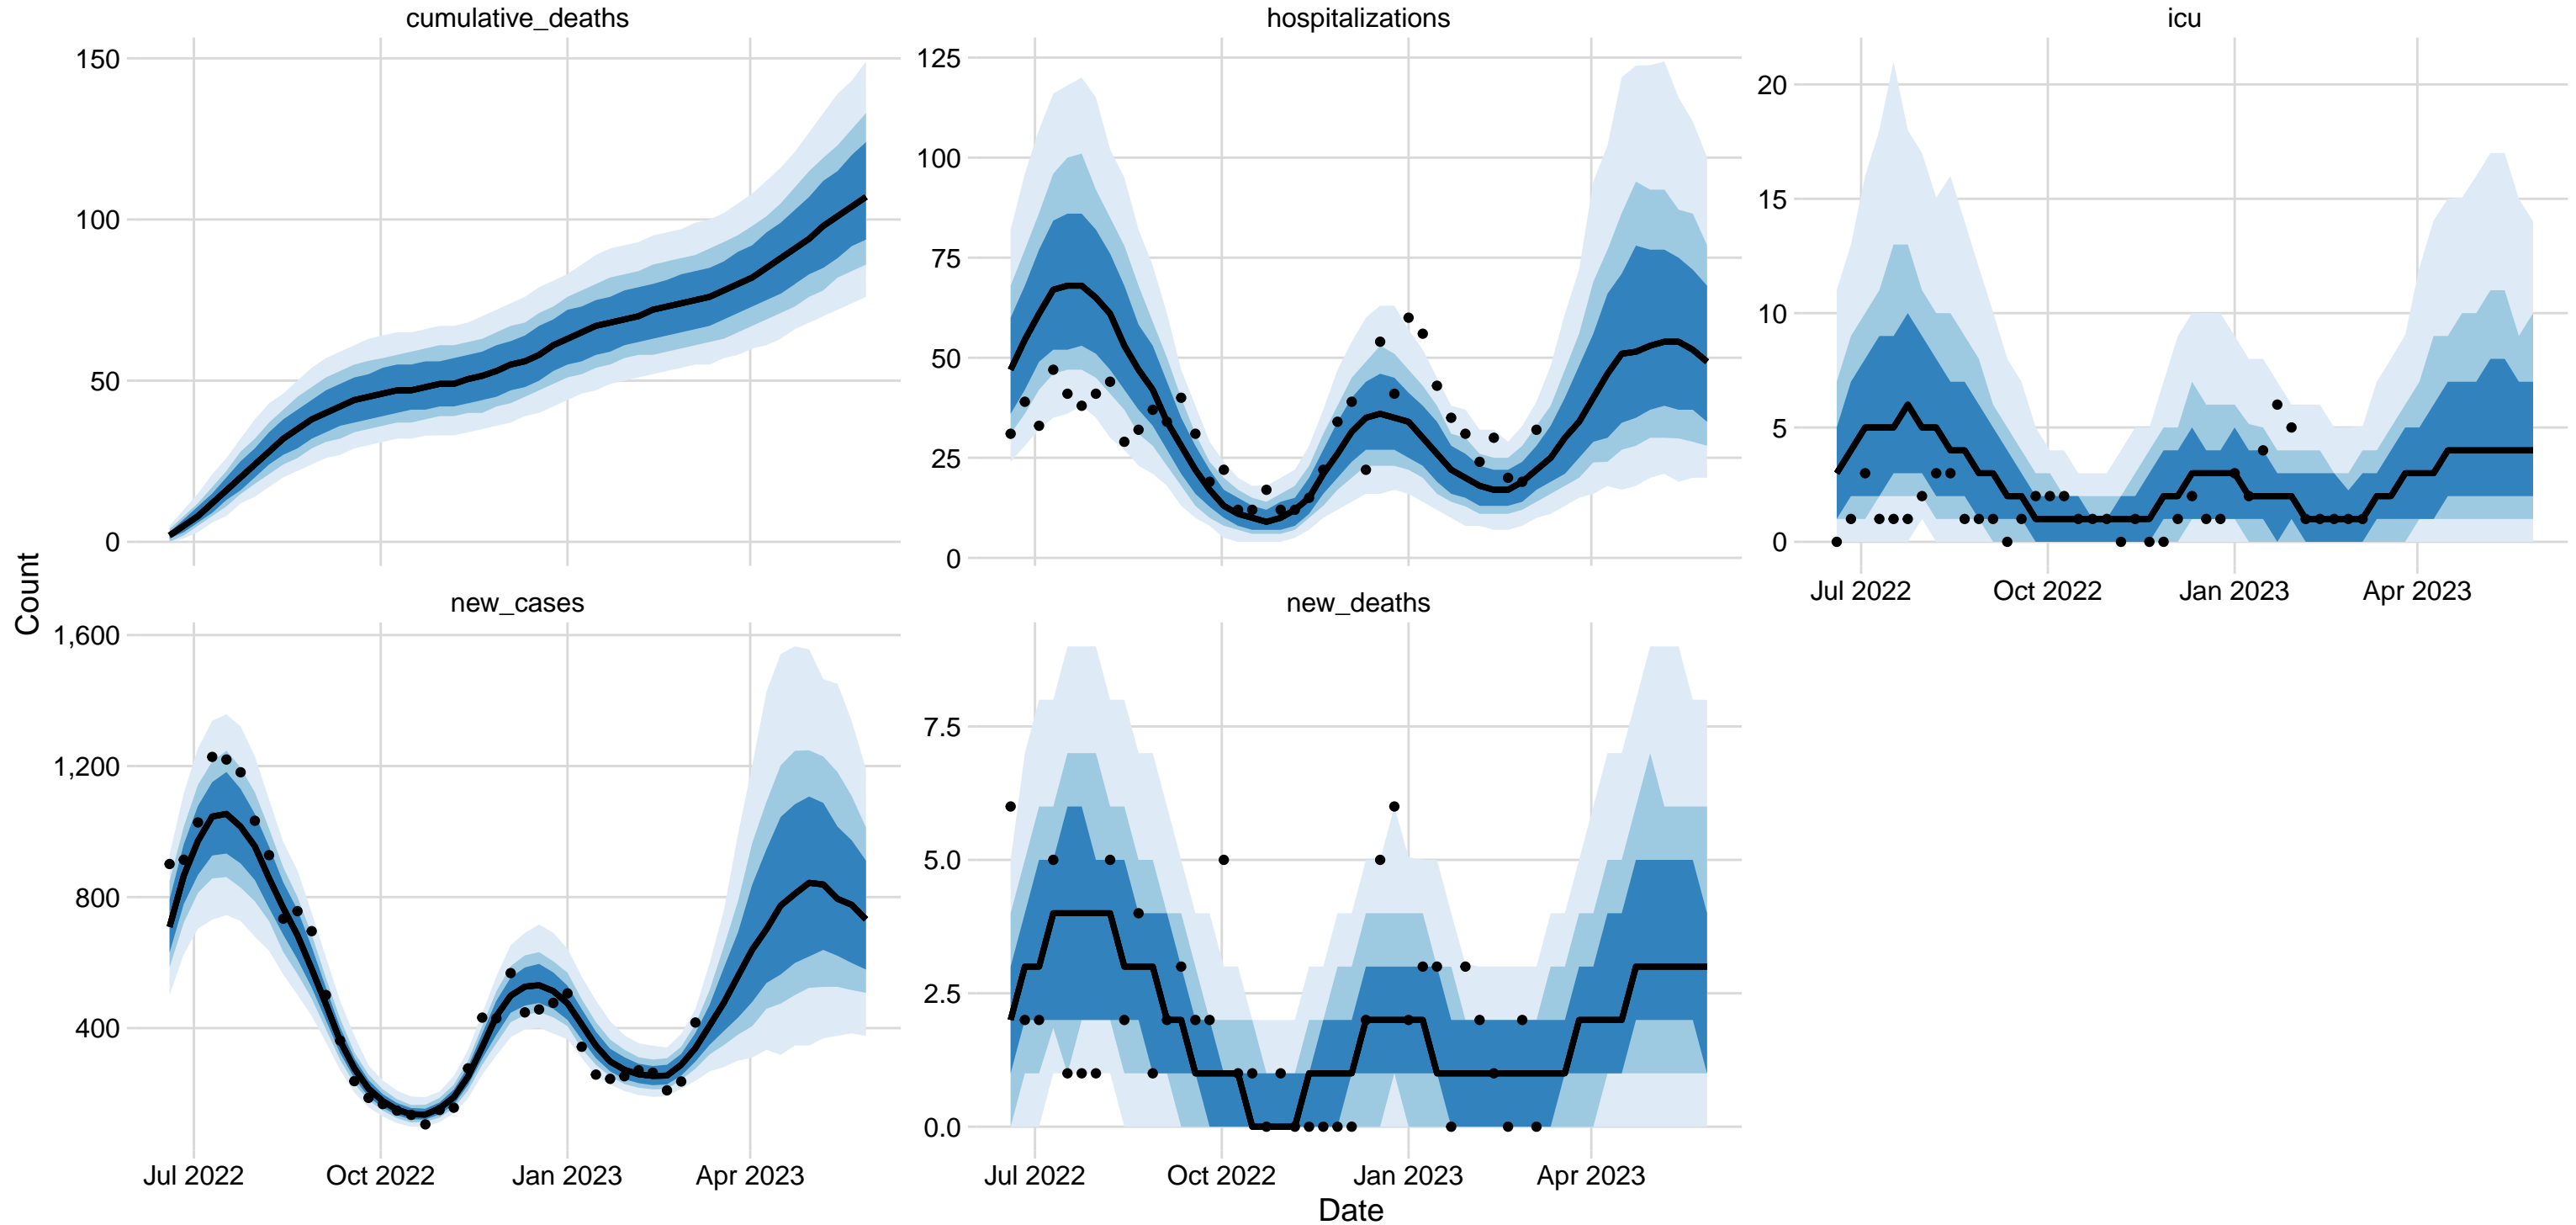 cumulative_deaths
150
100
50
0
hospitalizations
125
100
75
50
25
0
icu
20
15
10
5
0
Jul 2022 Oct 2022 Jan 2023 Apr 2023
Count
new_cases
1,600
1,200
800
400
Jul 2022 Oct 2022 Jan 2023 Apr 2023
new_deaths
7.5
5.0
2.5
0.0
Jul 2022 Oct 2022 Jan 2023 Apr 2023
Date